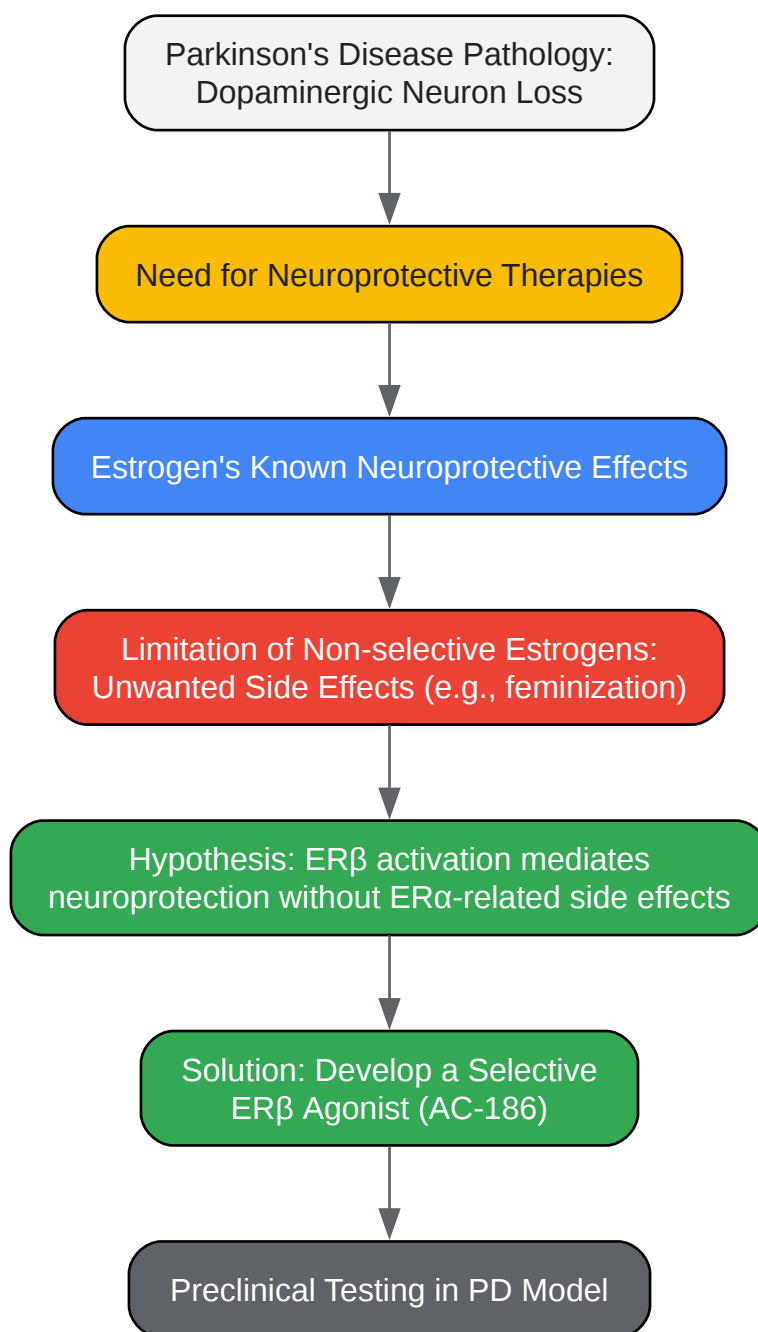 Parkinson's Disease Pathology:
Dopaminergic Neuron Loss
Need for Neuroprotective Therapies
Estrogen's Known Neuroprotective Effects
Limitation of Non-selective Estrogens:
Unwanted Side Effects (e.g., feminization)
Hypothesis: ERβ activation mediates
neuroprotection without ERα-related side effects
Solution: Develop a Selective
ERβ Agonist (AC-186)
Preclinical Testing in PD Model